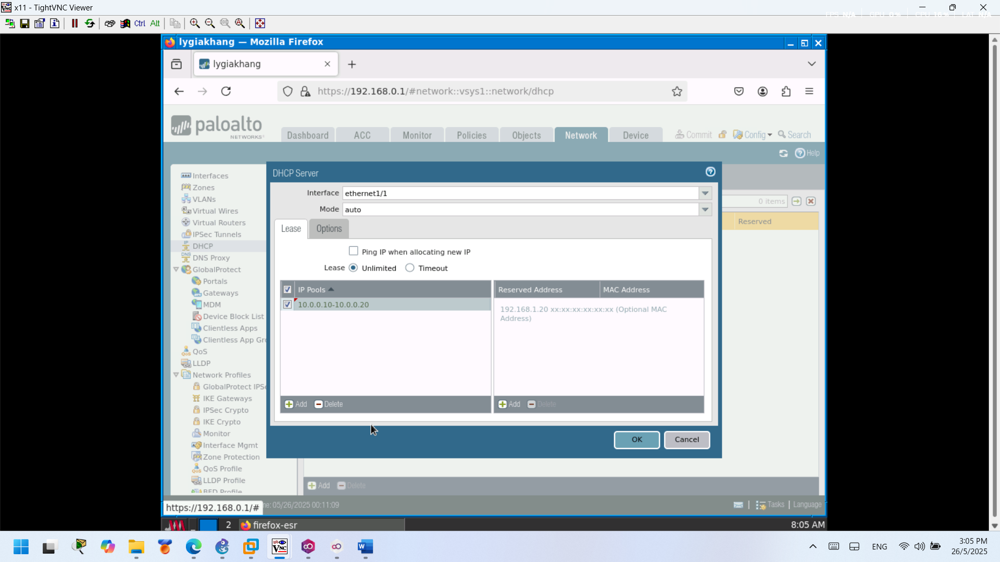 x11 - TightVNC Viewer
Ctrl Alt
lygiakhang — Mozilla Firefox
lygiakhang
https://192.168.0.1/#network::vsys1::network/dhcp
paloalto
NETWORKS
Dashboard
ACC
Monitor
Policies
Objects
Network
Device
Commit
Config
Search
Help
Interfaces
Zones
VLANs
Virtual Wires
Virtual Routers
IPSec Tunnels
DHCP
DNS Proxy
GlobalProtect
Portals
Gateways
MDM
Device Block List
Clientless Apps
Clientless App Gr
QoS
LLDP
Network Profiles
GlobalProtect IPS
IKE Gateways
IPSec Crypto
IKE Crypto
Monitor
Interface Mgmt
Zone Protection
QoS Profile
LLDP Profile
BFD Profile
DHCP Server
Interface ethernet1/1
Mode auto
Lease
Options
Ping IP when allocating new IP
Lease Unlimited Timeout
IP Pools
10.0.0.10-10.0.0.20
Add Delete
Reserved Address MAC Address
192.168.1.20 xx:xx:xx:xx:xx:xx (Optional MAC
Address)
Add Delete
OK Cancel
0 items
Reserved
Add Delete
https://192.168.0.1/#
me: 05/26/2025 00:11:09
Tasks | Language
2 firefox-esr
8:05 AM
VNC
ENG
3:05 PM
26/5/2025